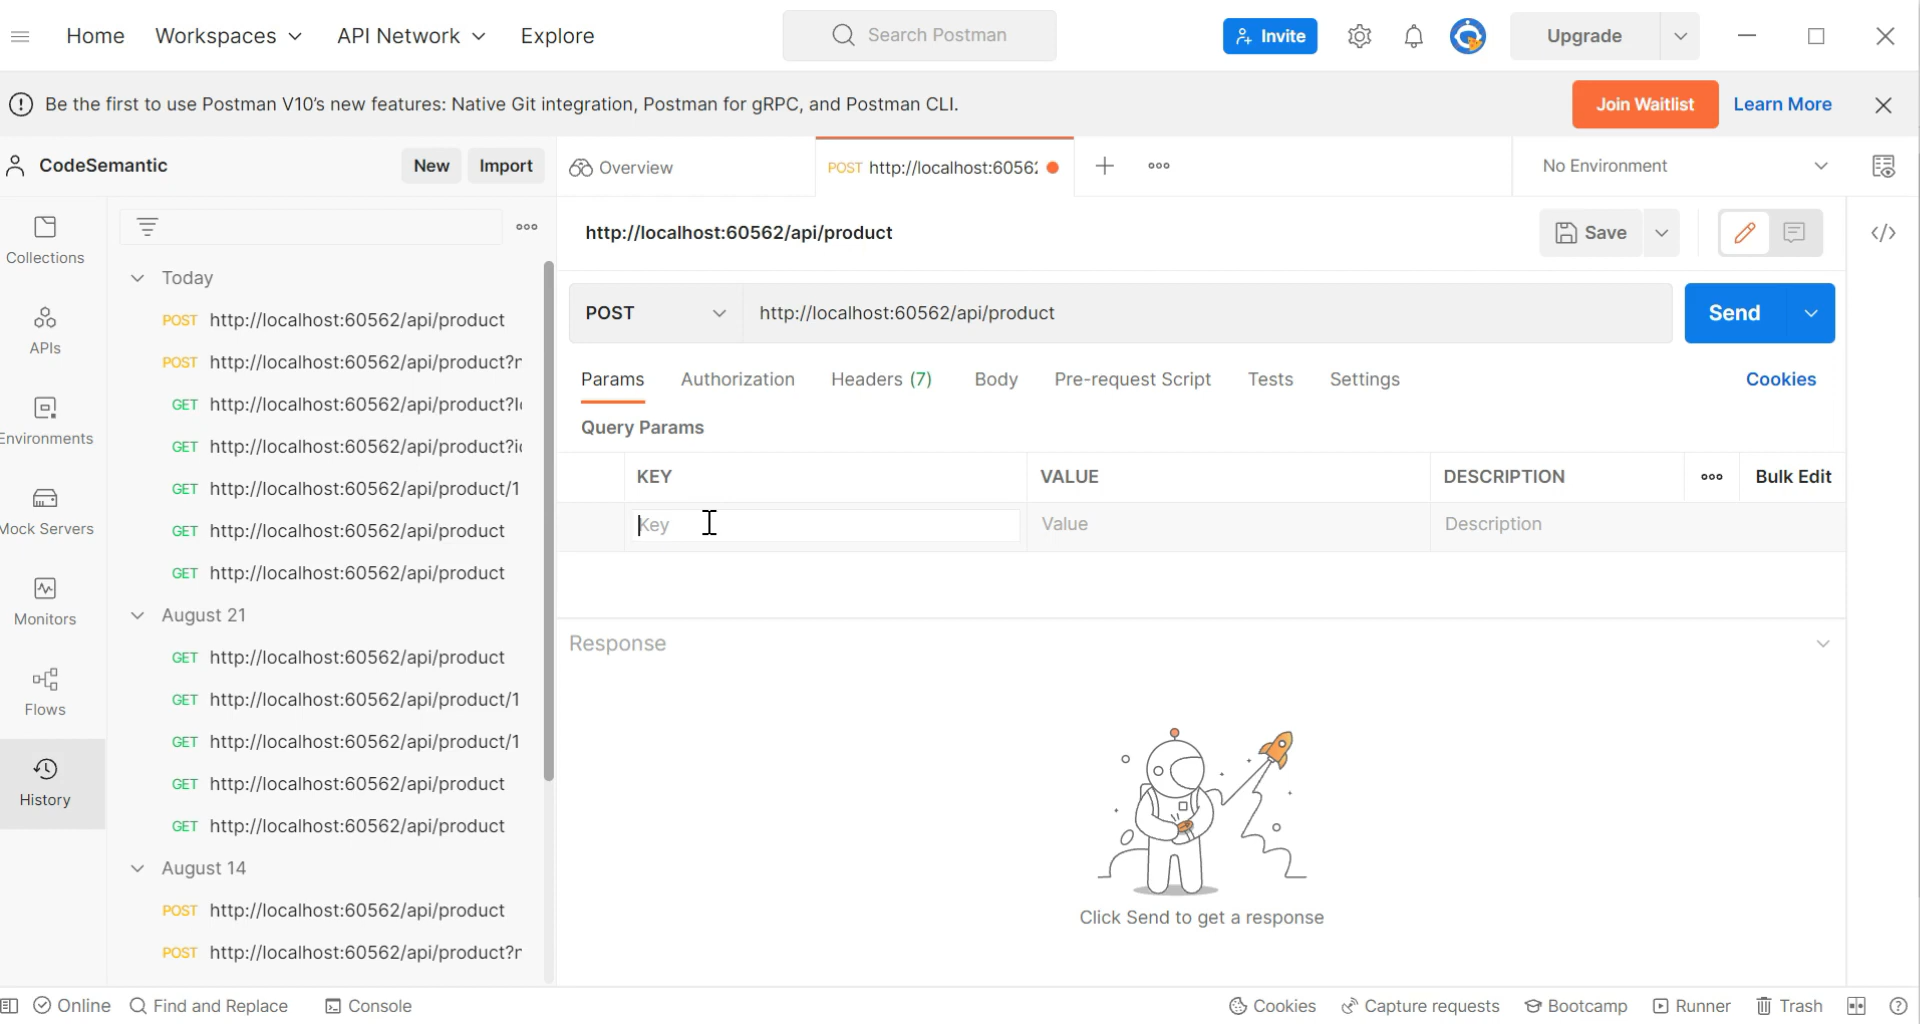 Home Workspaces API Network Explore
Search Postman
Invite
Upgrade
Be the first to use Postman V10's new features: Native Git integration, Postman for gRPC, and Postman CLI.
Join Waitlist Learn More
CodeSemantic New Import
Overview
POST http://localhost:6056
No Environment
http://localhost:60562/api/product
Save
POST http://localhost:60562/api/product
Send
Params Authorization Headers (7) Body Pre-request Script Tests Settings Cookies
Query Params
KEY VALUE DESCRIPTION Bulk Edit
Key Value Description
Response
Click Send to get a response
Collections
APIs
Environments
Mock Servers
Monitors
Flows
History
Today
POST http://localhost:60562/api/product
POST http://localhost:60562/api/product?r
GET http://localhost:60562/api/product?I
GET http://localhost:60562/api/product?i
GET http://localhost:60562/api/product/1
GET http://localhost:60562/api/product
GET http://localhost:60562/api/product
August 21
GET http://localhost:60562/api/product
GET http://localhost:60562/api/product/1
GET http://localhost:60562/api/product/1
GET http://localhost:60562/api/product
GET http://localhost:60562/api/product
August 14
POST http://localhost:60562/api/product
POST http://localhost:60562/api/product?r
Online Find and Replace Console Cookies Capture requests Bootcamp Runner Trash